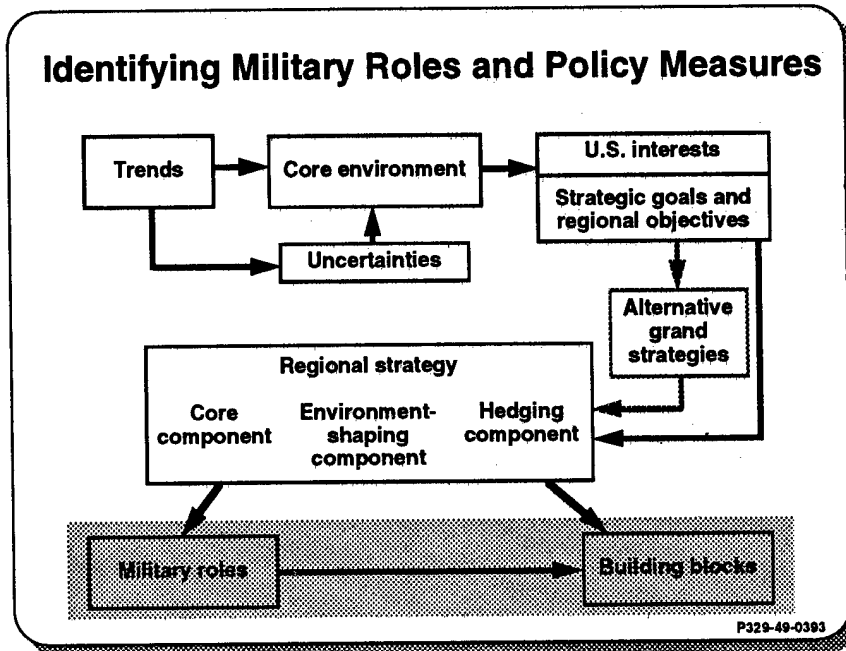 Identifying Military Roles and Policy Measures
Trends
Core environment
U.S. interests
Strategic goals and
regional objectives
Uncertainties
Alternative
grand
strategies
Regional strategy
Core
component
Environment-
shaping
component
Hedging
component
Military roles
Building blocks
P329-49-0393